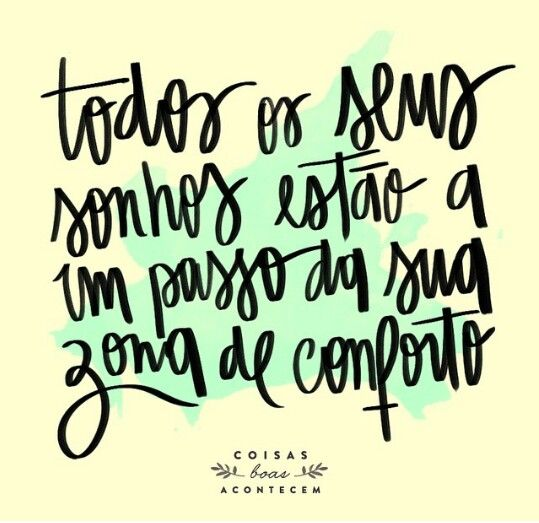 todos os seus
sonhos estão a
um passo da sua
zona de conforto
COISAS
boas
ACONTECEM